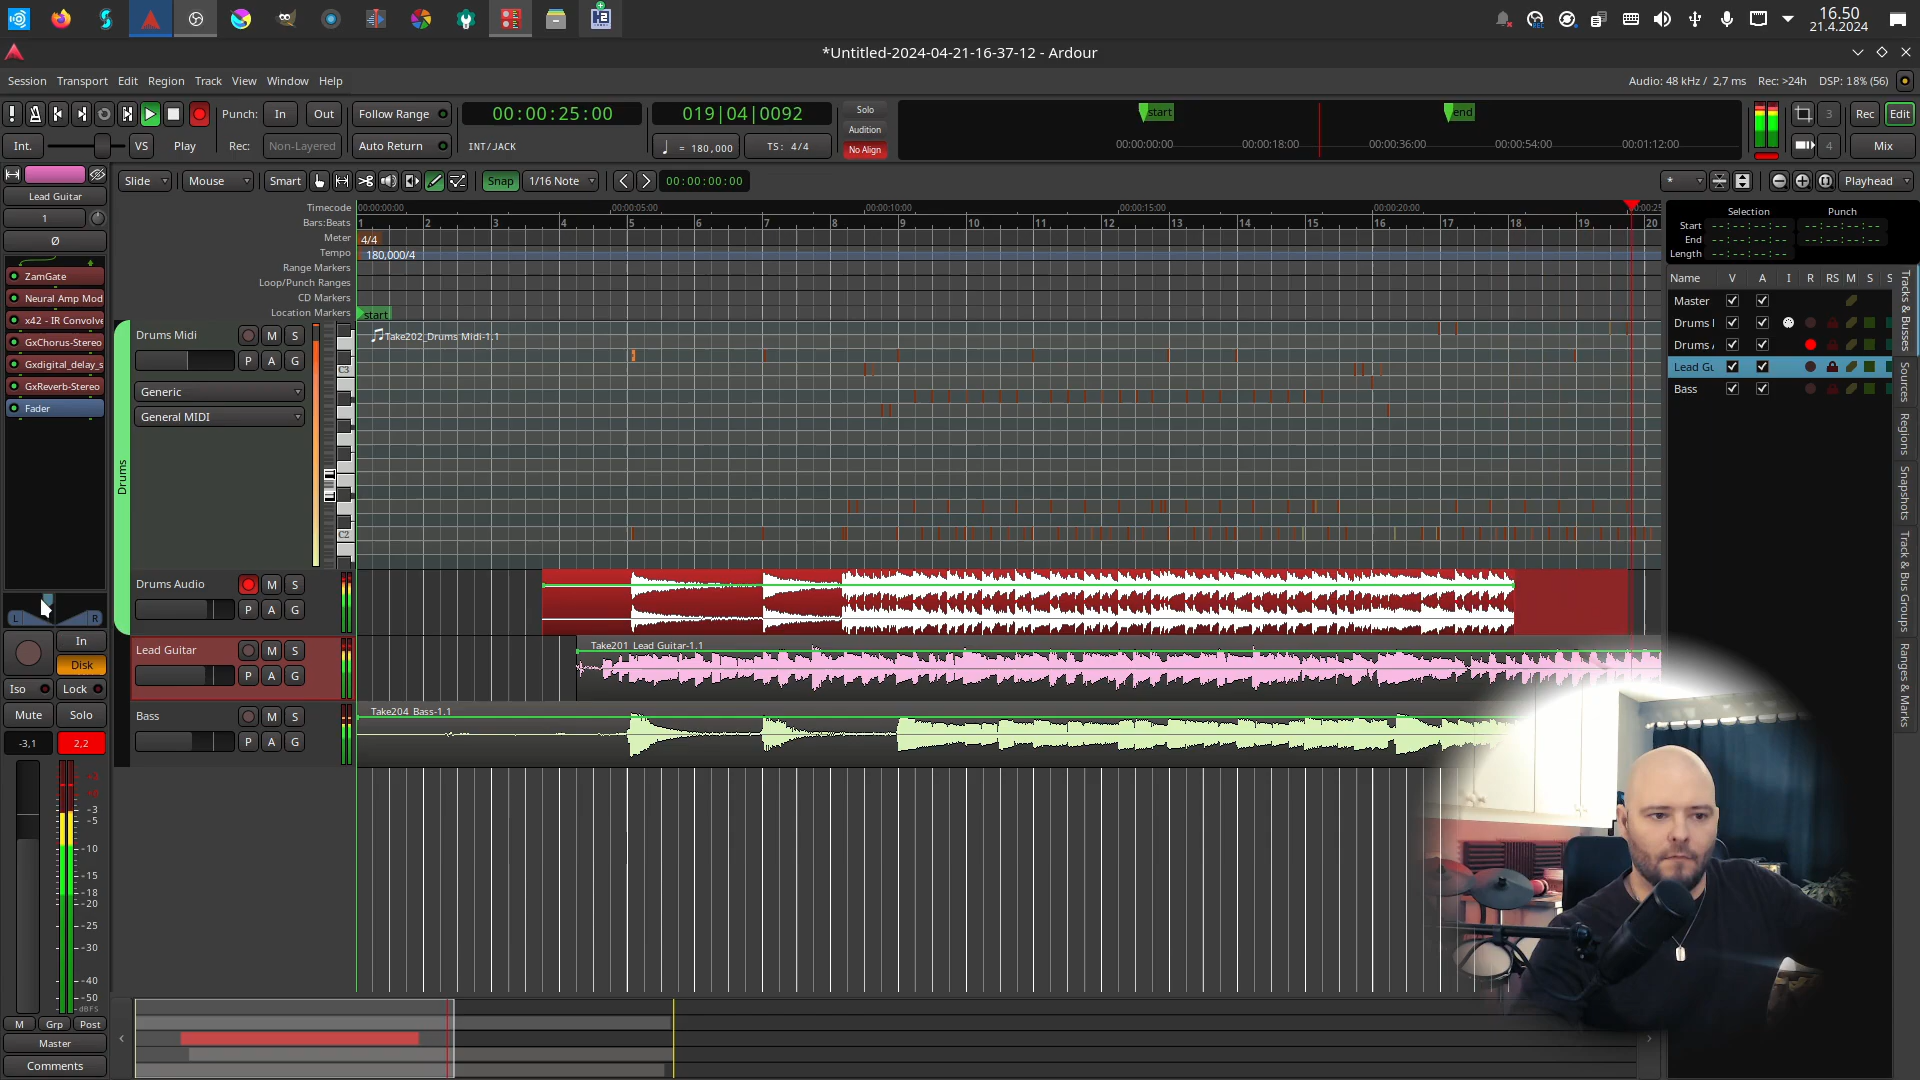 16.50
21.4.2024
*Untitled-2024-04-21-16-37-12 - Ardour
Session Transport Edit Region Track View Window Help
Audio: 48 kHz / 2,7 ms Rec: >24h DSP: 18% (56)
Punch: In Out Follow Range 00:00:25:00 019|04|0092
Solo
Audition
No Align
start end
00:00:00:00 00:00:18:00 00:00:36:00 00:00:54:00 00:01:12:00
3 Rec Edit
4 Mix
Int. VS Play Rec: Non-Layered Auto Return INT/JACK ♩ = 180,000 TS: 4/4
Slide Mouse Smart Snap 1/16 Note 00:00:00:00 * Playhead
Lead Guitar
1
Ø
ZamGate
Neural Amp Mod
x42 - IR Convolve
GxChorus-Stereo
Gxdigital_delay_s
GxReverb-Stereo
Fader
L R
In
Disk
Iso Lock
Mute Solo
-3,1 2,2
-3
-5
-10
-15
-18
-20
-25
-30
-40
-50
dBFS
M Grp Post
Master
Comments
Timecode 00:00:00:00 00:00:05:00 00:00:10:00 00:00:15:00 00:00:20:00 00:00:25
Bars:Beats 1 2 3 4 5 6 7 8 9 10 11 12 13 14 15 16 17 18 19 20
Meter 4/4
Tempo 180,000/4
Range Markers
Loop/Punch Ranges
CD Markers
Location Markers start
Drums
Drums Midi M S
P A G
Generic
General MIDI
C3
C2
Take202_Drums Midi-1.1
Drums Audio M S
P A G
Lead Guitar M S
P A G
Take201_Lead Guitar-1.1
Bass M S
P A G
Take204_Bass-1.1
Selection Punch
Start --:--:--:-- --:--:--:--
End --:--:--:-- --:--:--:--
Length --:--:--:--
Name V A I R RS M S S
Master
Drums
Drums
Lead Gu
Bass
Tracks & Busses
Sources
Regions
Snapshots
Track & Bus Groups
Ranges & Marks